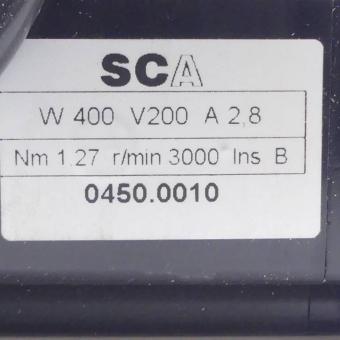 SCA
W 400 V200 A 2,8
Nm 1.27 r/min 3000 Ins B
0450.0010